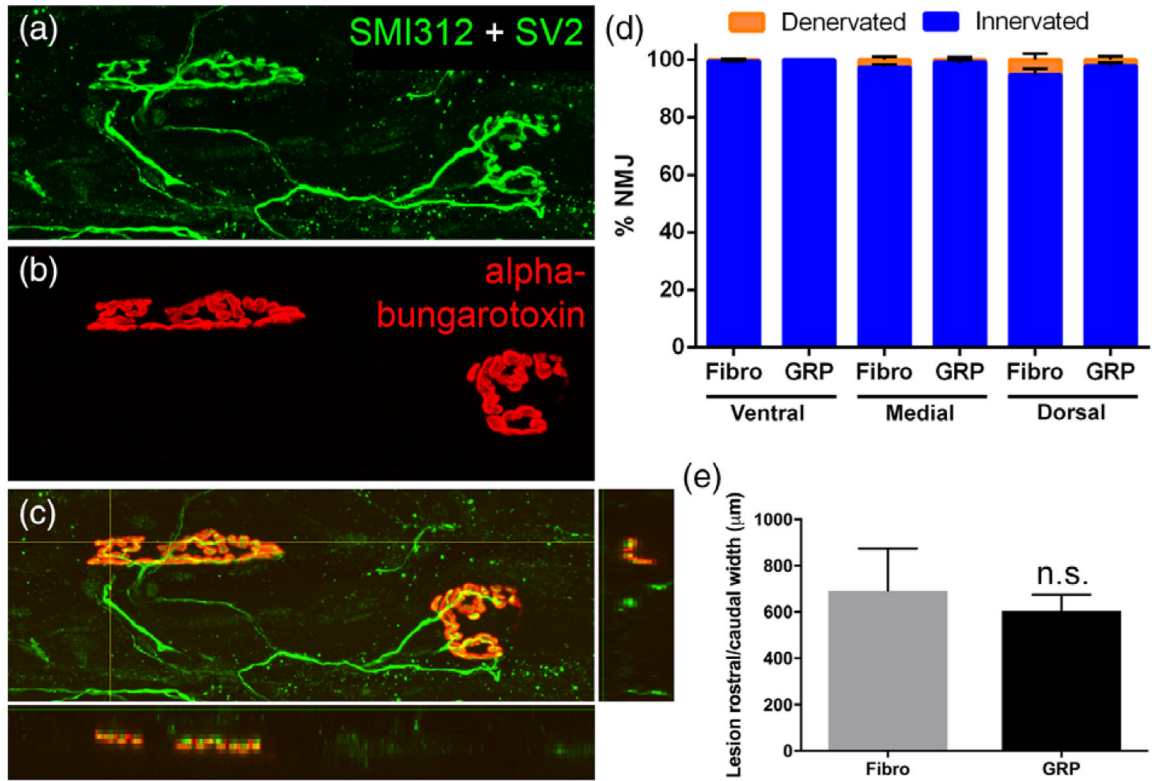 (a)
SMI312 + SV2
(b)
alpha-
bungarotoxin
(c)
(d)
Denervated Innervated
% NMJ
100
80
60
40
20
0
Fibro GRP Fibro GRP Fibro GRP
Ventral Medial Dorsal
(e)
Lesion rostral/caudal width (μm)
1000
800
600
400
200
0
n.s.
Fibro GRP